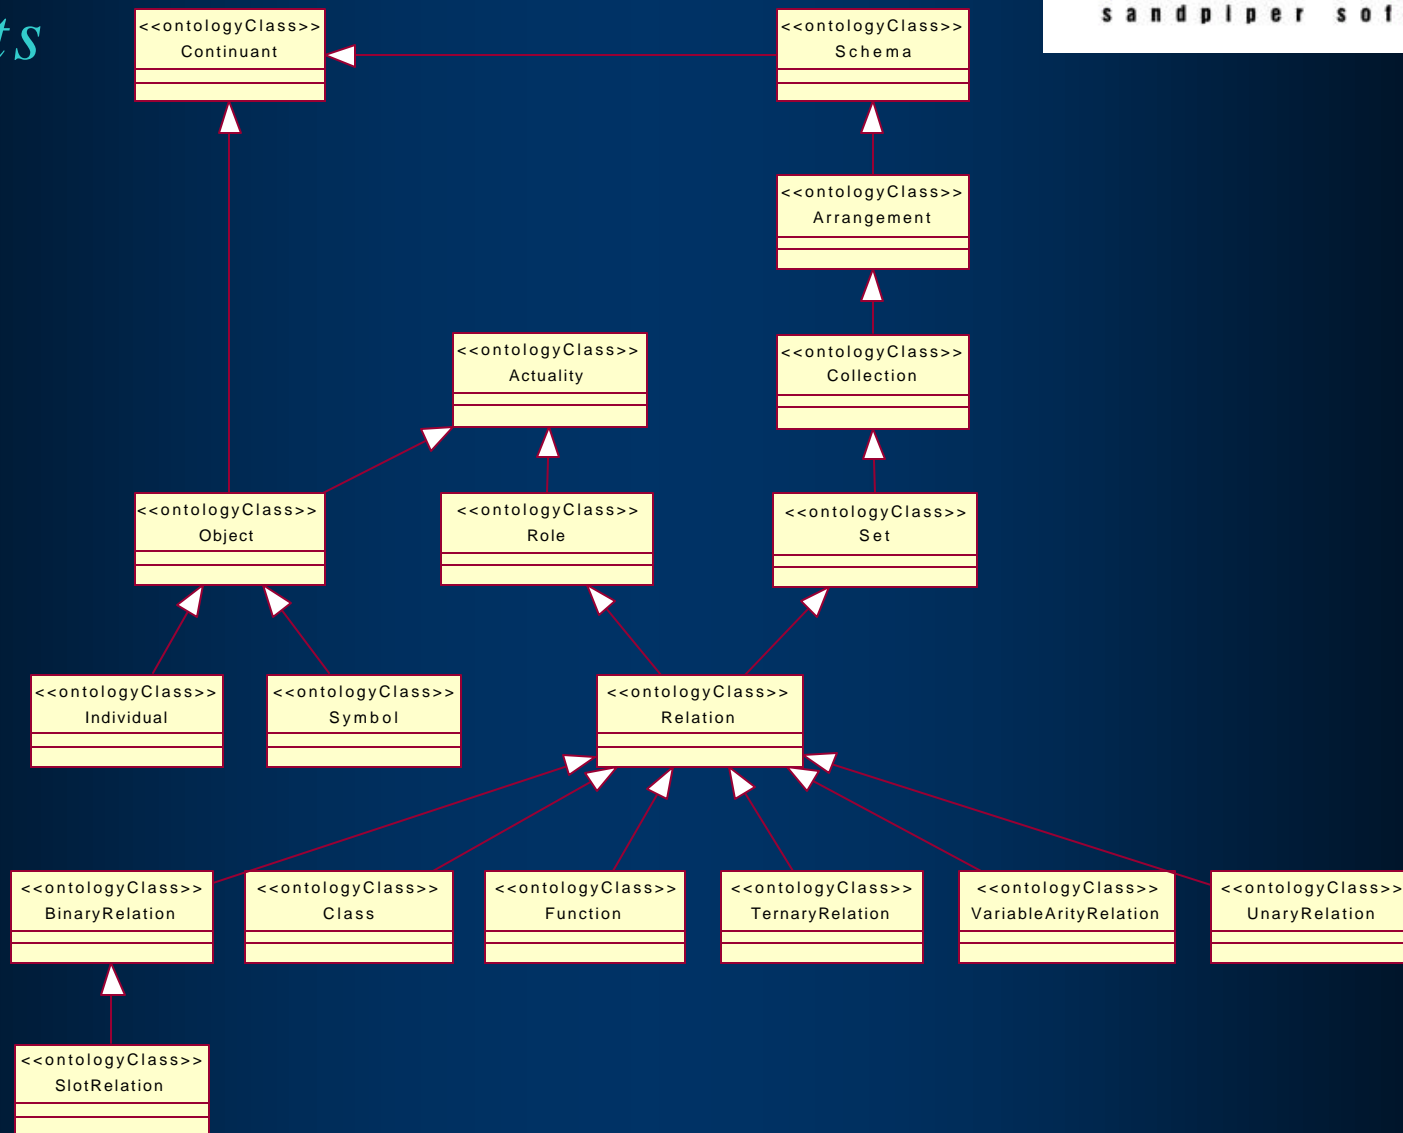 ts
sandpiper sof
<<ontologyClass>>
Continuant
<<ontologyClass>>
Schema
<<ontologyClass>>
Arrangement
<<ontologyClass>>
Actuality
<<ontologyClass>>
Collection
<<ontologyClass>>
Object
<<ontologyClass>>
Role
<<ontologyClass>>
Set
<<ontologyClass>>
Individual
<<ontologyClass>>
Symbol
<<ontologyClass>>
Relation
<<ontologyClass>>
BinaryRelation
<<ontologyClass>>
Class
<<ontologyClass>>
Function
<<ontologyClass>>
TernaryRelation
<<ontologyClass>>
VariableArityRelation
<<ontologyClass>>
UnaryRelation
<<ontologyClass>>
SlotRelation